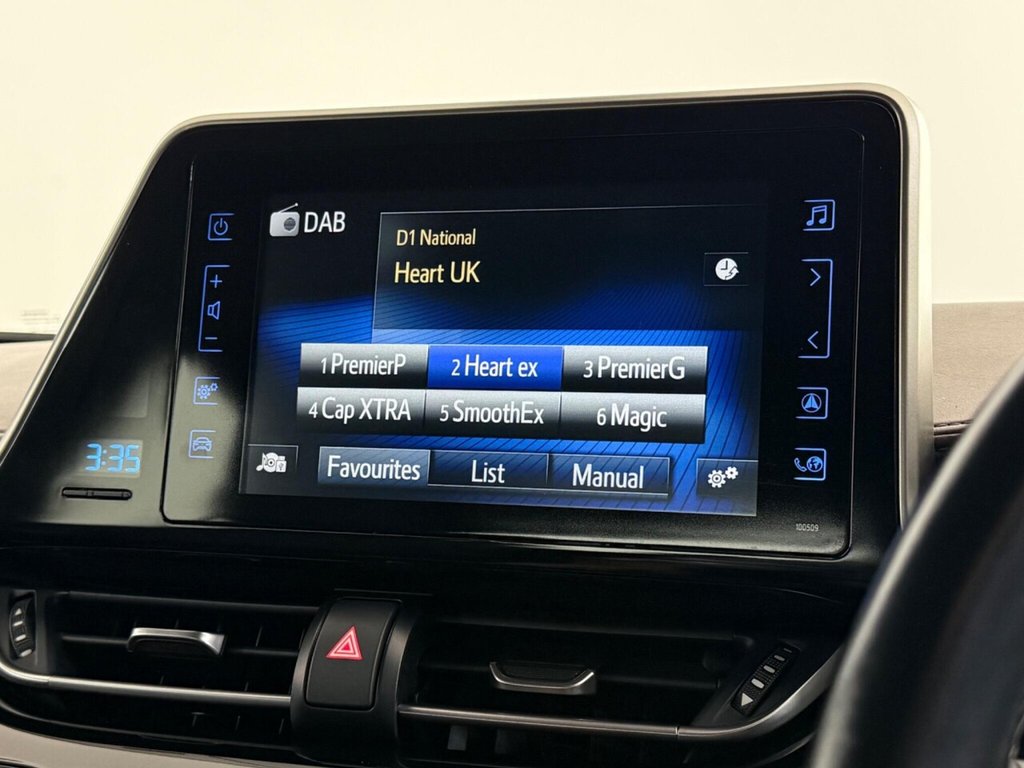 DAB
D1 National
Heart UK
1 PremierP
2 Heart ex
3 PremierG
4 Cap XTRA
5 SmoothEx
6 Magic
Favourites
List
Manual
3:35
100509